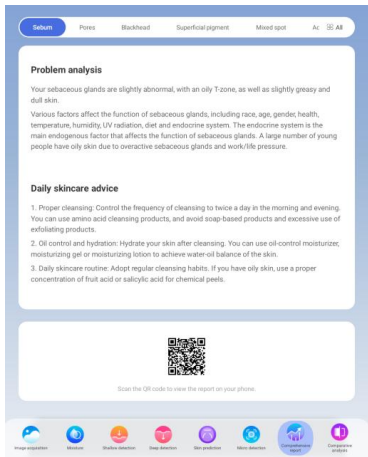 Sebum Pores Blackhead Superficial pigment Mixed spot Ac All
Problem analysis
Your sebaceous glands are slightly abnormal, with an oily T-zone, as well as slightly greasy and
dull skin.
Various factors affect the function of sebaceous glands, including race, age, gender, health,
temperature, humidity, UV radiation, diet and endocrine system. The endocrine system is the
main endogenous factor that affects the function of sebaceous glands. A large number of young
people have oily skin due to overactive sebaceous glands and work/life pressure.
Daily skincare advice
1. Proper cleansing: Control the frequency of cleansing to twice a day in the morning and evening.
You can use amino acid cleansing products, and avoid soap-based products and excessive use of
exfoliating products.
2. Oil control and hydration: Hydrate your skin after cleansing. You can use oil-control moisturizer,
moisturizing gel or moisturizing lotion to achieve water-oil balance of the skin.
3. Daily skincare routine: Adopt regular cleansing habits. If you have oily skin, use a proper
concentration of fruit acid or salicylic acid for chemical peels.
Scan the QR code to view the report on your phone.
Image acquisition Moisture Shallow detection Deep detection Skin prediction Micro detection Comprehensive Comparative
report analysis